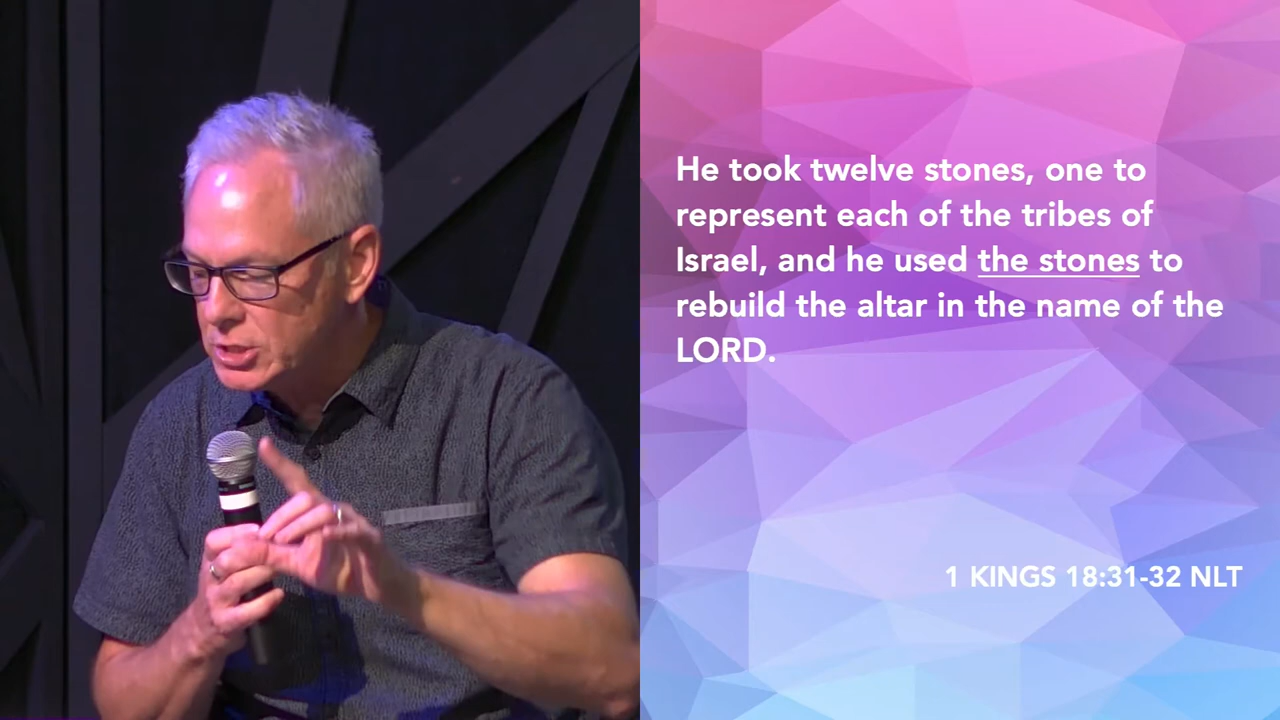 He took twelve stones, one to
represent each of the tribes of
Israel, and he used the stones to
rebuild the altar in the name of the
LORD.
1 KINGS 18:31-32 NLT